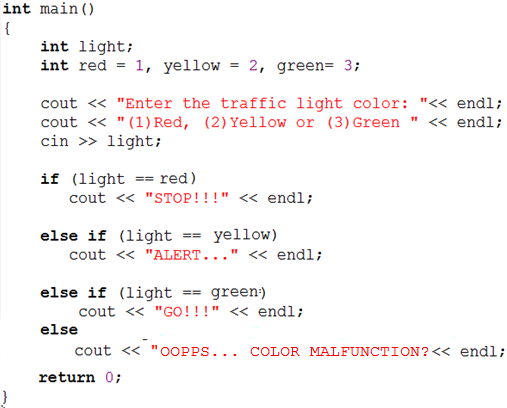 int main()
{
int light;
int red = 1, yellow = 2, green= 3;
cout << "Enter the traffic light color: "<< endl;
cout << "(1)Red, (2)Yellow or (3)Green " << endl;
cin >> light;
if (light == red)
cout << "STOP!!!" << endl;
else if (light == yellow)
cout << "ALERT..." << endl;
else if (light == green)
cout << "GO!!!" << endl;
else
cout << "OOPPS... COLOR MALFUNCTION?<< endl;
return 0;
}